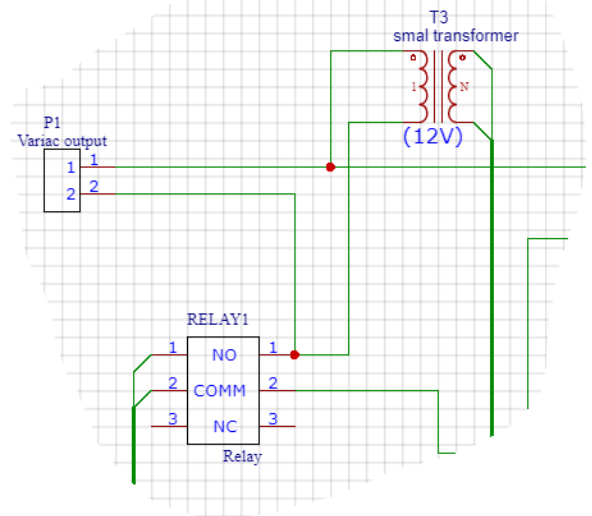 T3
smal transformer
1
N
(12V)
P1
Variac output
1 1
2 2
RELAY1
1 NO 1
2 COMM 2
3 NC 3
Relay